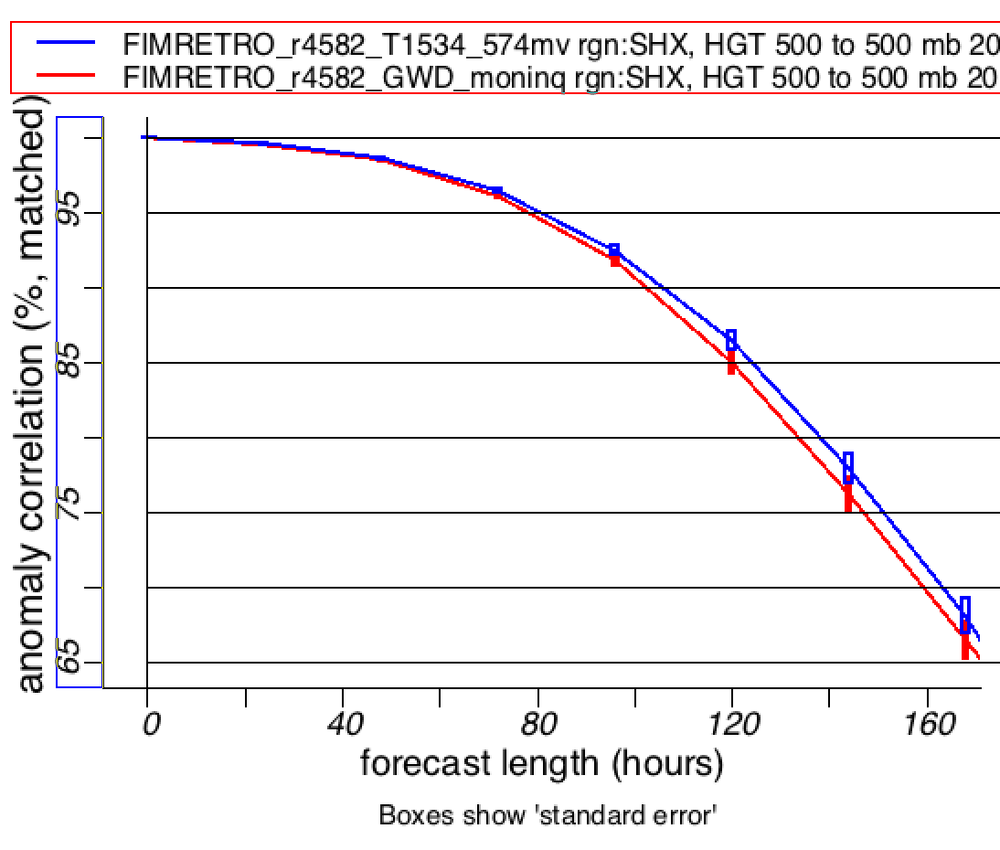 FIMRETRO_r4582_T1534_574mv rgn:SHX, HGT 500 to 500 mb 20
FIMRETRO_r4582_GWD_moninq rgn:SHX, HGT 500 to 500 mb 20
anomaly correlation (%, matched)
95
85
75
65
0 40 80 120 160
forecast length (hours)
Boxes show 'standard error'